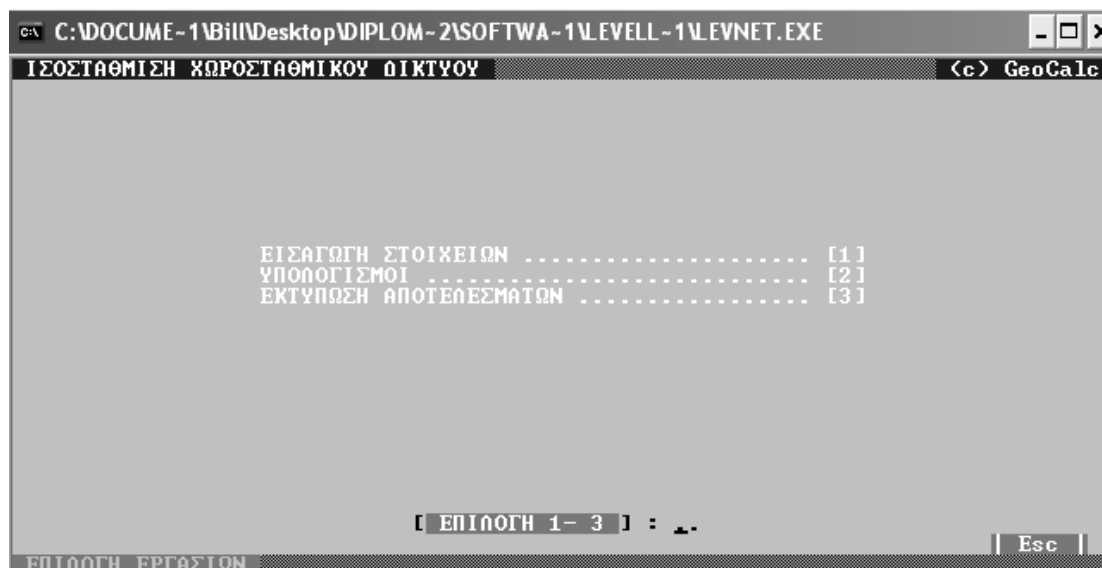 C:\DOCUME~1\Bill\Desktop\DIPLOM~2\SOFTWA~1\LEVELL~1\LEVNET.EXE
ΙΣΟΣΤΑΘΜΙΣΗ ΧΩΡΟΣΤΑΘΜΙΚΟΥ ΔΙΚΤΥΟΥ (c) GeoCalc
ΕΙΣΑΓΩΓΗ ΣΤΟΙΧΕΙΩΝ ..................... [1]
ΥΠΟΛΟΓΙΣΜΟΙ ............................ [2]
ΕΚΤΥΠΩΣΗ ΑΠΟΤΕΛΕΣΜΑΤΩΝ ................. [3]
[ ΕΠΙΛΟΓΗ 1- 3 ] : _.
Esc
ΕΠΙΛΟΓΗ ΕΡΓΑΣΙΩΝ